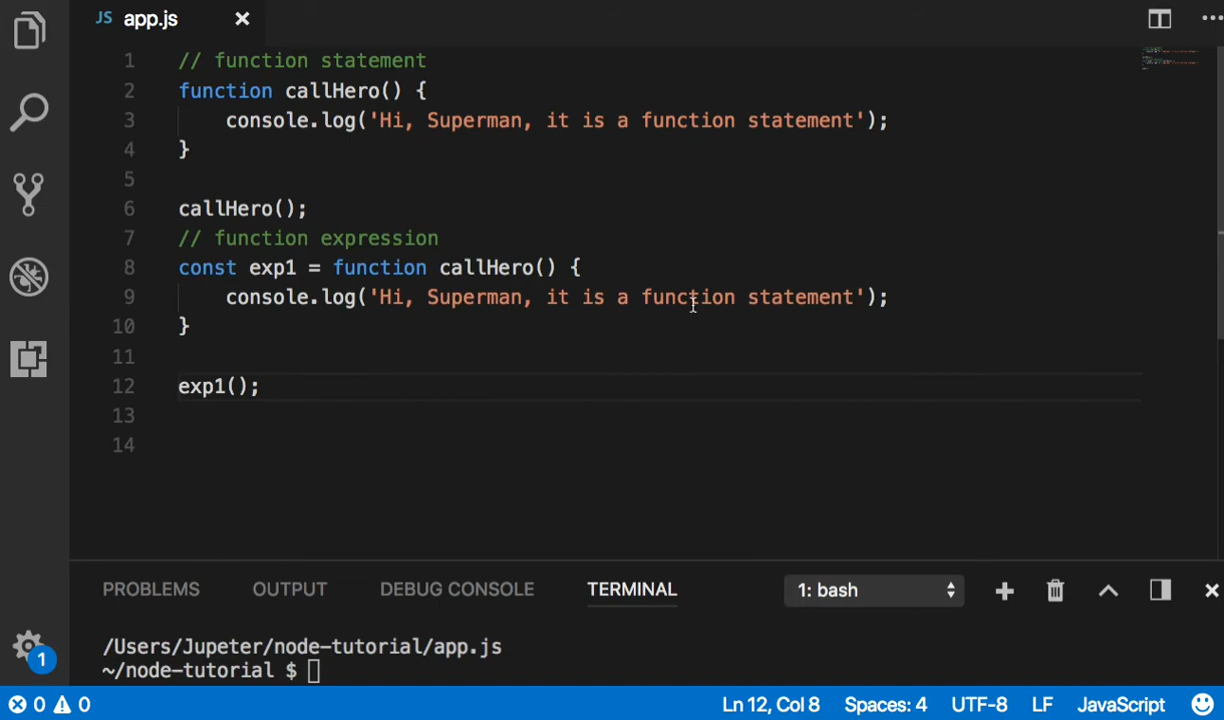 JS app.js
1 // function statement
2 function callHero() {
3 console.log('Hi, Superman, it is a function statement');
4 }
5
6 callHero();
7 // function expression
8 const exp1 = function callHero() {
9 console.log('Hi, Superman, it is a function statement');
10 }
11
12 exp1();
13
14
PROBLEMS OUTPUT DEBUG CONSOLE TERMINAL 1: bash
/Users/Jupeter/node-tutorial/app.js
~/node-tutorial $
1
0 0 Ln 12, Col 8 Spaces: 4 UTF-8 LF JavaScript